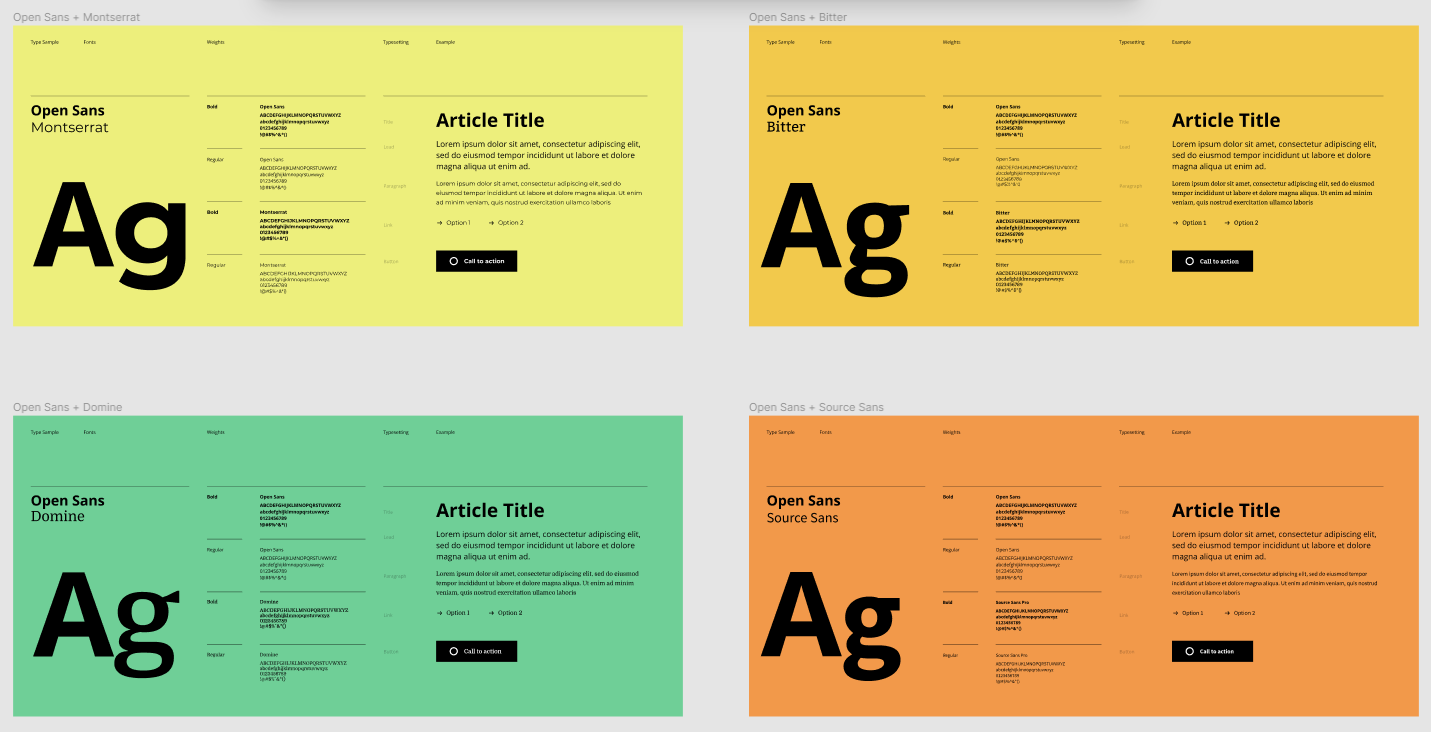 Open Sans + Montserrat
Type Sample Fonts Weights Typesetting Example
Open Sans
Montserrat
Ag
Bold
Open Sans
ABCDEFGHIJKLMNOPQRSTUVWXYZ
abcdefghijklmnopqrstuvwxyz
0123456789
!@#$%^&*()
Regular
Open Sans
ABCDEFGHIJKLMNOPQRSTUVWXYZ
abcdefghijklmnopqrstuvwxyz
0123456789
!@#$%^&*()
Bold
Montserrat
ABCDEFGHIJKLMNOPQRSTUVWXYZ
abcdefghijklmnopqrstuvwxyz
0123456789
!@#$%^&*()
Regular
Montserrat
ABCDEFGHIJKLMNOPQRSTUVWXYZ
abcdefghijklmnopqrstuvwxyz
0123456789
!@#$%^&*()
Title
Lead
Paragraph
Link
Button
Article Title
Lorem ipsum dolor sit amet, consectetur adipiscing elit,
sed do eiusmod tempor incididunt ut labore et dolore
magna aliqua ut enim ad.
Lorem ipsum dolor sit amet, consectetur adipiscing elit, sed do
eiusmod tempor incididunt ut labore et dolore magna aliqua. Ut enim
ad minim veniam, quis nostrud exercitation ullamco laboris
→ Option 1 → Option 2
Call to action
Open Sans + Bitter
Type Sample Fonts Weights Typesetting Example
Open Sans
Bitter
Ag
Bold
Open Sans
ABCDEFGHIJKLMNOPQRSTUVWXYZ
abcdefghijklmnopqrstuvwxyz
0123456789
!@#$%^&*()
Regular
Open Sans
ABCDEFGHIJKLMNOPQRSTUVWXYZ
abcdefghijklmnopqrstuvwxyz
0123456789
!@#$%^&*()
Bold
Bitter
ABCDEFGHIJKLMNOPQRSTUVWXYZ
abcdefghijklmnopqrstuvwxyz
0123456789
!@#$%^&*()
Regular
Bitter
ABCDEFGHIJKLMNOPQRSTUVWXYZ
abcdefghijklmnopqrstuvwxyz
0123456789
!@#$%^&*()
Title
Lead
Paragraph
Link
Button
Article Title
Lorem ipsum dolor sit amet, consectetur adipiscing elit,
sed do eiusmod tempor incididunt ut labore et dolore
magna aliqua ut enim ad.
Lorem ipsum dolor sit amet, consectetur adipiscing elit, sed do eiusmod
tempor incididunt ut labore et dolore magna aliqua. Ut enim ad minim
veniam, quis nostrud exercitation ullamco laboris
→ Option 1 → Option 2
Call to action
Open Sans + Domine
Type Sample Fonts Weights Typesetting Example
Open Sans
Domine
Ag
Bold
Open Sans
ABCDEFGHIJKLMNOPQRSTUVWXYZ
abcdefghijklmnopqrstuvwxyz
0123456789
!@#$%^&*()
Regular
Open Sans
ABCDEFGHIJKLMNOPQRSTUVWXYZ
abcdefghijklmnopqrstuvwxyz
0123456789
!@#$%^&*()
Bold
Domine
ABCDEFGHIJKLMNOPQRSTUVWXYZ
abcdefghijklmnopqrstuvwxyz
0123456789
!@#$%^&*()
Regular
Domine
ABCDEFGHIJKLMNOPQRSTUVWXYZ
abcdefghijklmnopqrstuvwxyz
0123456789
!@#$%^&*()
Title
Lead
Paragraph
Link
Button
Article Title
Lorem ipsum dolor sit amet, consectetur adipiscing elit,
sed do eiusmod tempor incididunt ut labore et dolore
magna aliqua ut enim ad.
Lorem ipsum dolor sit amet, consectetur adipiscing elit, sed do eiusmod
tempor incididunt ut labore et dolore magna aliqua. Ut enim ad minim
veniam, quis nostrud exercitation ullamco laboris
→ Option 1 → Option 2
Call to action
Open Sans + Source Sans
Type Sample Fonts Weights Typesetting Example
Open Sans
Source Sans
Ag
Bold
Open Sans
ABCDEFGHIJKLMNOPQRSTUVWXYZ
abcdefghijklmnopqrstuvwxyz
0123456789
!@#$%^&*()
Regular
Open Sans
ABCDEFGHIJKLMNOPQRSTUVWXYZ
abcdefghijklmnopqrstuvwxyz
0123456789
!@#$%^&*()
Bold
Source Sans Pro
ABCDEFGHIJKLMNOPQRSTUVWXYZ
abcdefghijklmnopqrstuvwxyz
0123456789
!@#$%^&*()
Regular
Source Sans Pro
ABCDEFGHIJKLMNOPQRSTUVWXYZ
abcdefghijklmnopqrstuvwxyz
0123456789
!@#$%^&*()
Title
Lead
Paragraph
Link
Button
Article Title
Lorem ipsum dolor sit amet, consectetur adipiscing elit,
sed do eiusmod tempor incididunt ut labore et dolore
magna aliqua ut enim ad.
Lorem ipsum dolor sit amet, consectetur adipiscing elit, sed do eiusmod tempor
incididunt ut labore et dolore magna aliqua. Ut enim ad minim veniam, quis nostrud
exercitation ullamco laboris
→ Option 1 → Option 2
Call to action